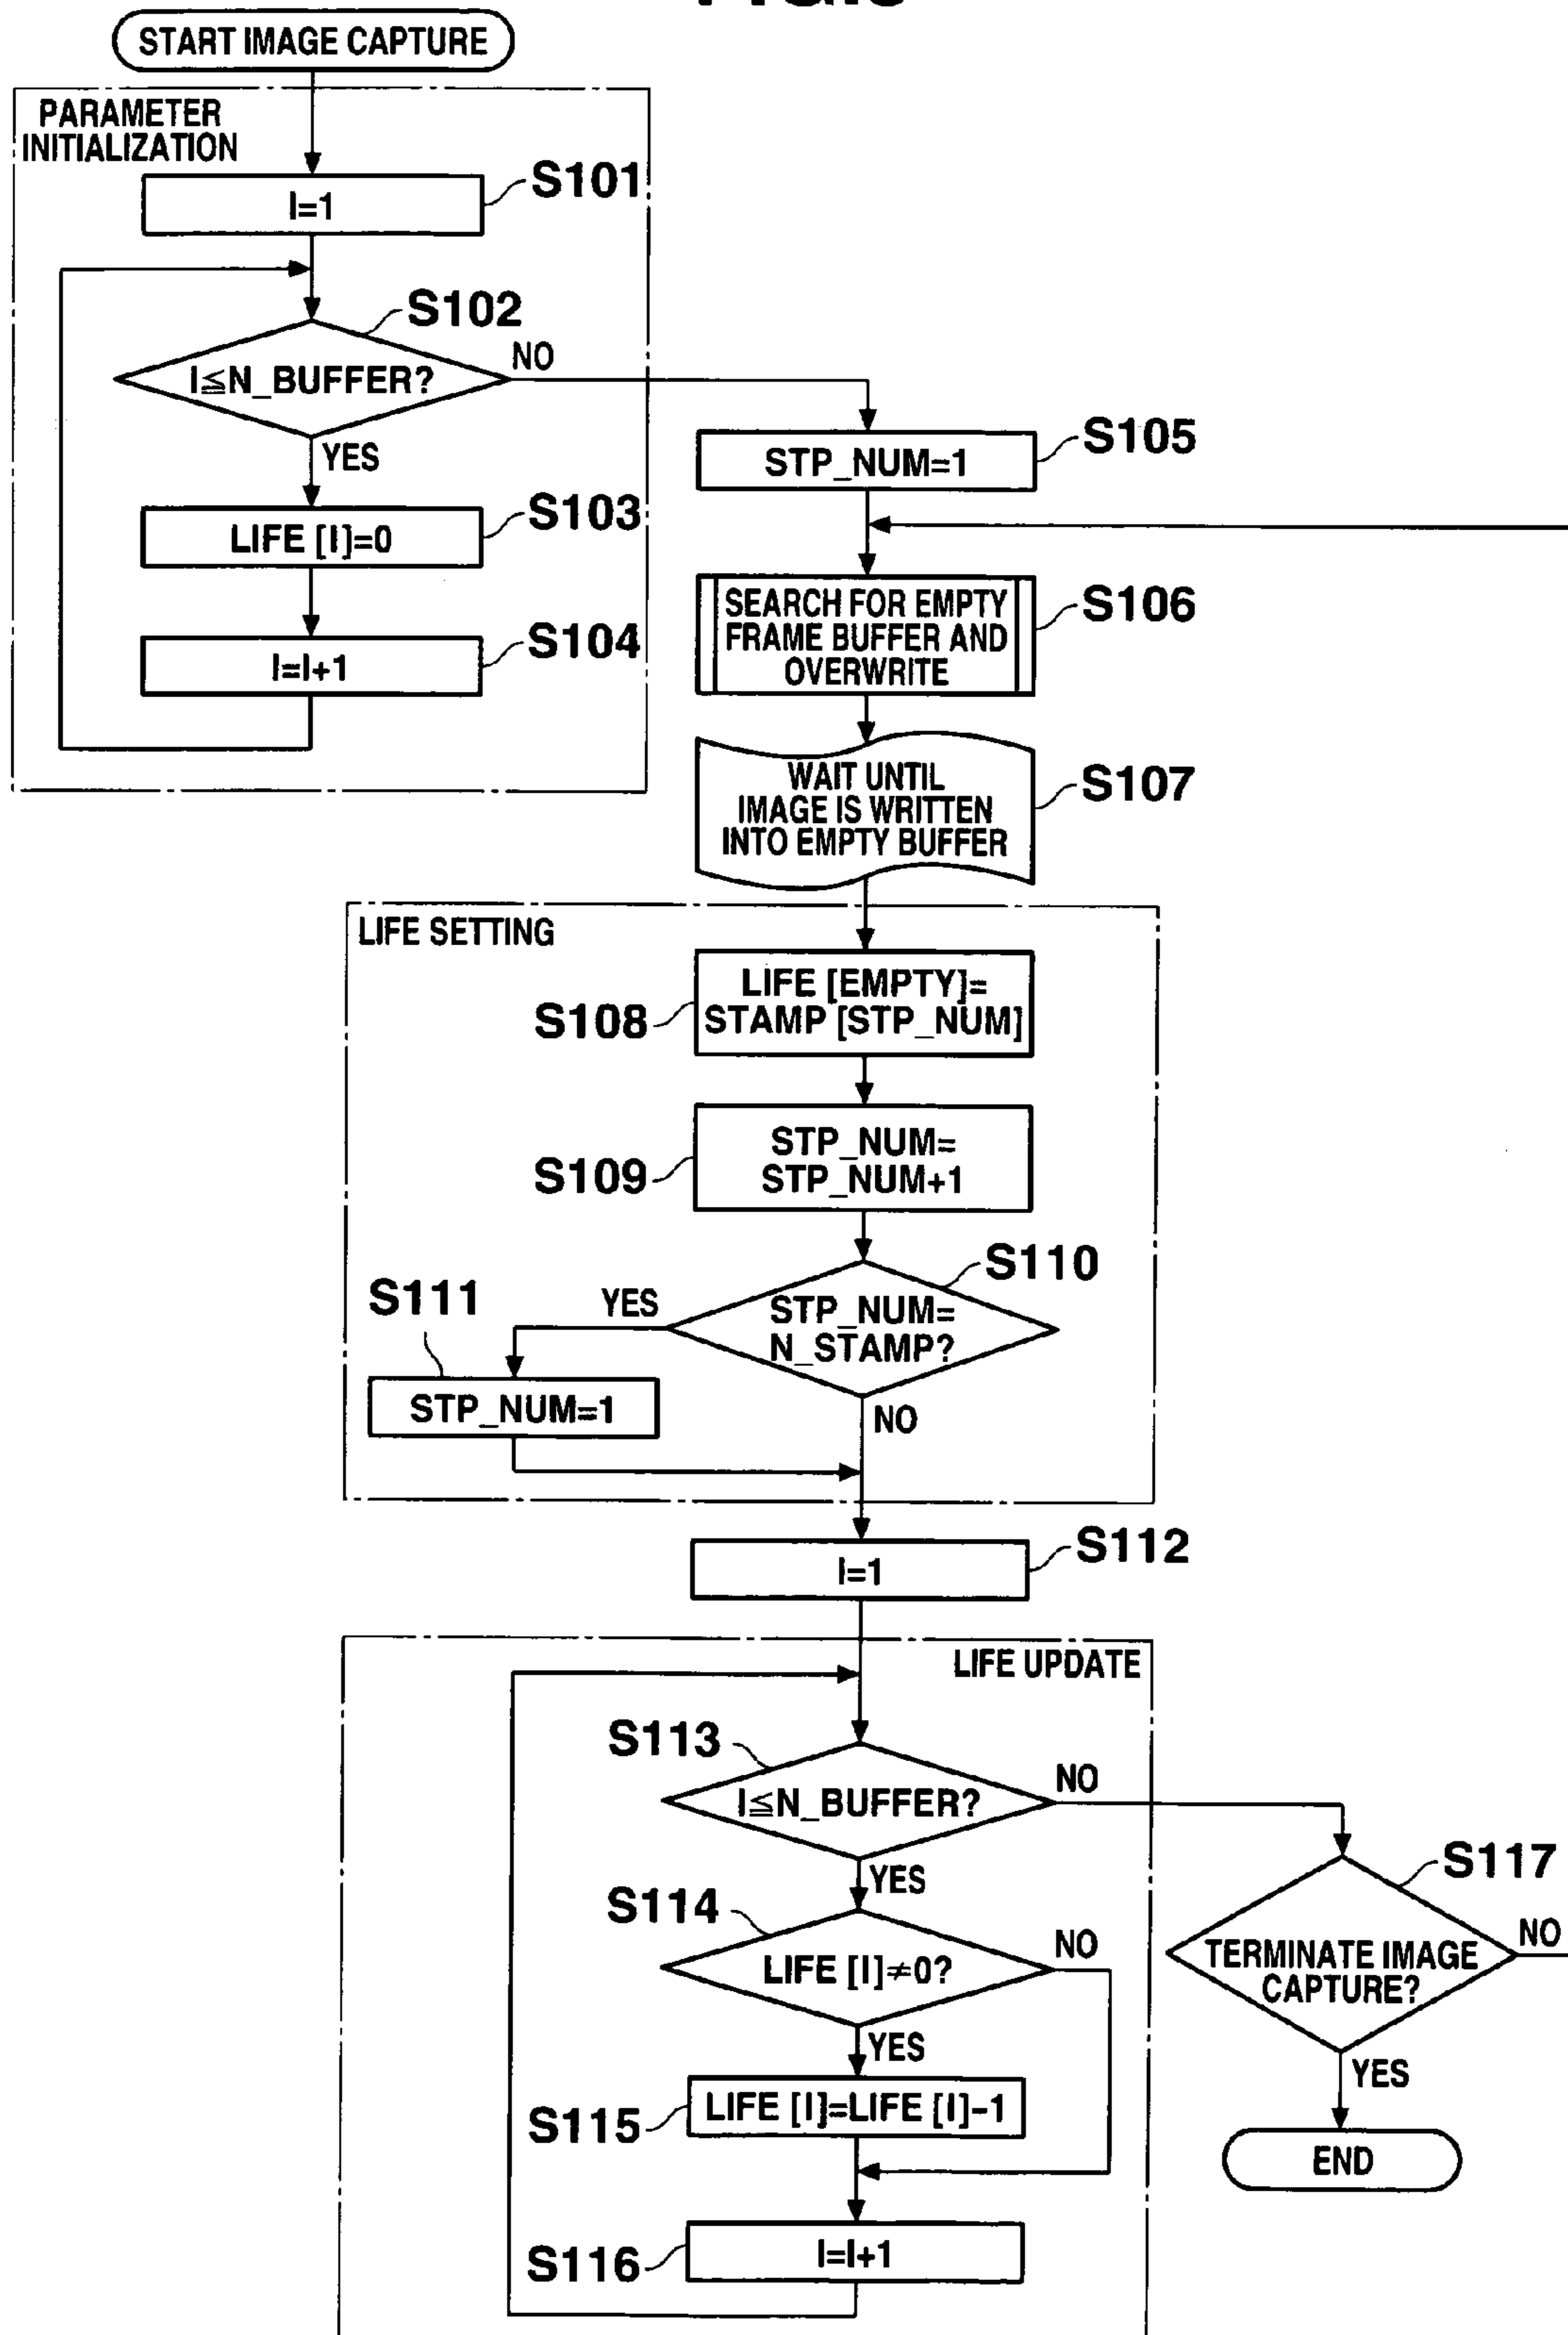 START IMAGE CAPTURE
PARAMETER
INITIALIZATION
S101
I=1
S102
I≦N_BUFFER?
NO
YES
S103
LIFE [I]=0
S104
I=I+1
S105
STP_NUM=1
S106
SEARCH FOR EMPTY
FRAME BUFFER AND
OVERWRITE
S107
WAIT UNTIL
IMAGE IS WRITTEN
INTO EMPTY BUFFER
LIFE SETTING
S108
LIFE [EMPTY]=
STAMP [STP_NUM]
S109
STP_NUM=
STP_NUM+1
S110
STP_NUM=
N_STAMP?
YES
NO
S111
STP_NUM=1
S112
I=1
LIFE UPDATE
S113
I≦N_BUFFER?
NO
YES
S114
LIFE [I]≠0?
NO
YES
S115
LIFE [I]=LIFE [I]-1
S116
I=I+1
S117
TERMINATE IMAGE
CAPTURE?
NO
YES
END